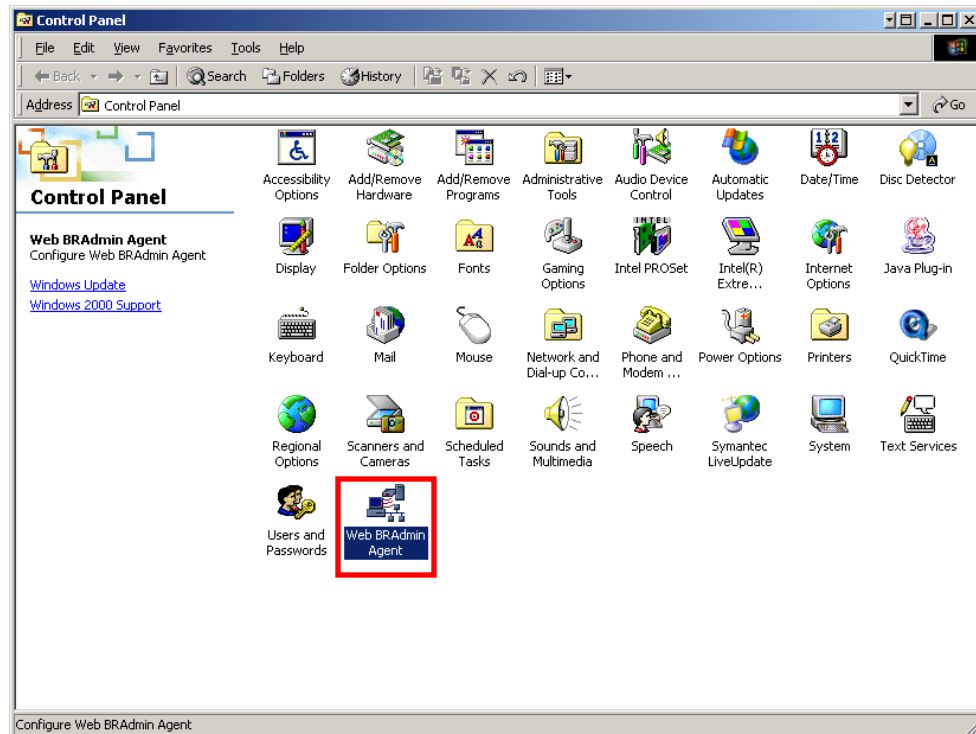 Control Panel
File Edit View Favorites Tools Help
Back Search Folders History
Address Control Panel Go
Control Panel
Web BRAdmin Agent
Configure Web BRAdmin Agent
Windows Update
Windows 2000 Support
Accessibility Options
Add/Remove Hardware
Add/Remove Programs
Administrative Tools
Audio Device Control
Automatic Updates
Date/Time
Disc Detector
Display
Folder Options
Fonts
Gaming Options
INTEL
Intel PROSet
Intel(R) Extre...
Internet Options
Java Plug-in
Keyboard
Mail
Mouse
Network and Dial-up Co...
Phone and Modem ...
Power Options
Printers
QuickTime
Regional Options
Scanners and Cameras
Scheduled Tasks
Sounds and Multimedia
Speech
Symantec LiveUpdate
System
Text Services
Users and Passwords
Web BRAdmin Agent
Configure Web BRAdmin Agent